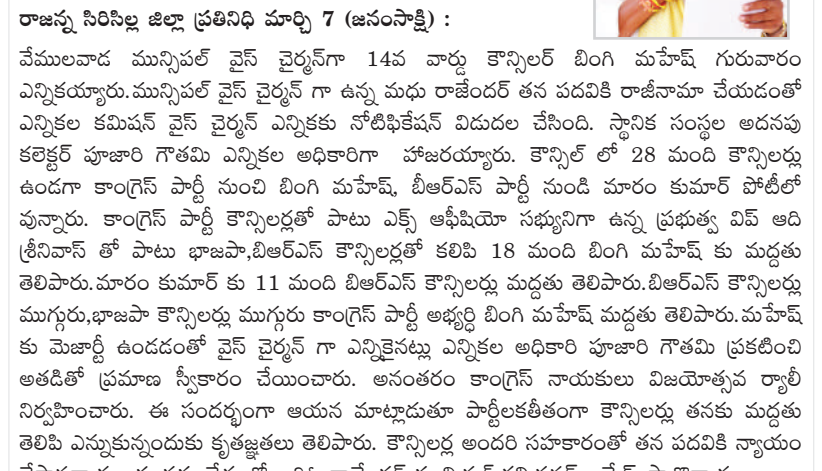 రాజన్న సిరిసిల్ల జిల్లా ప్రతినిధి మార్చి 7 (జనంసాక్షి) :
వేములవాడ మున్సిపల్ వైస్ చైర్మన్‌గా 14వ వార్డు కౌన్సిలర్ బింగి మహేష్ గురువారం
ఎన్నికయ్యారు.మున్సిపల్ వైస్ చైర్మన్ గా ఉన్న మధు రాజేందర్ తన పదవికి రాజీనామా చేయడంతో
ఎన్నికల కమిషన్ వైస్ చైర్మన్ ఎన్నికకు నోటిఫికేషన్ విడుదల చేసింది. స్థానిక సంస్థల అదనపు
కలెక్టర్ పూజారి గౌతమి ఎన్నికల అధికారిగా హాజరయ్యారు. కౌన్సిల్ లో 28 మంది కౌన్సిలర్లు
ఉండగా కాంగ్రెస్ పార్టీ నుంచి బింగి మహేష్, బీఆర్ఎస్ పార్టీ నుండి మారం కుమార్ పోటీలో
వున్నారు. కాంగ్రెస్ పార్టీ కౌన్సిలర్లతో పాటు ఎక్స్ ఆఫీషియో సభ్యునిగా ఉన్న ప్రభుత్వ విప్ ఆది
శ్రీనివాస్ తో పాటు భాజపా,బిఆర్ఎస్ కౌన్సిలర్లతో కలిపి 18 మంది బింగి మహేష్ కు మద్దతు
తెలిపారు.మారం కుమార్ కు 11 మంది బిఆర్ఎస్ కౌన్సిలర్లు మద్దతు తెలిపారు.బిఆర్ఎస్ కౌన్సిలర్లు
ముగ్గురు,భాజపా కౌన్సిలర్లు ముగ్గురు కాంగ్రెస్ పార్టీ అభ్యర్థి బింగి మహేష్ మద్దతు తెలిపారు.మహేష్
కు మెజార్టీ ఉండడంతో వైస్ చైర్మన్ గా ఎన్నికైనట్లు ఎన్నికల అధికారి పూజారి గౌతమి ప్రకటించి
అతడితో ప్రమాణ స్వీకారం చేయించారు. అనంతరం కాంగ్రెస్ నాయకులు విజయోత్సవ ర్యాలీ
నిర్వహించారు. ఈ సందర్భంగా ఆయన మాట్లాడుతూ పార్టీలకతీతంగా కౌన్సిలర్లు తనకు మద్దతు
తెలిపి ఎన్నుకున్నందుకు కృతజ్ఞతలు తెలిపారు. కౌన్సిలర్ల అందరి సహకారంతో తన పదవికి న్యాయం